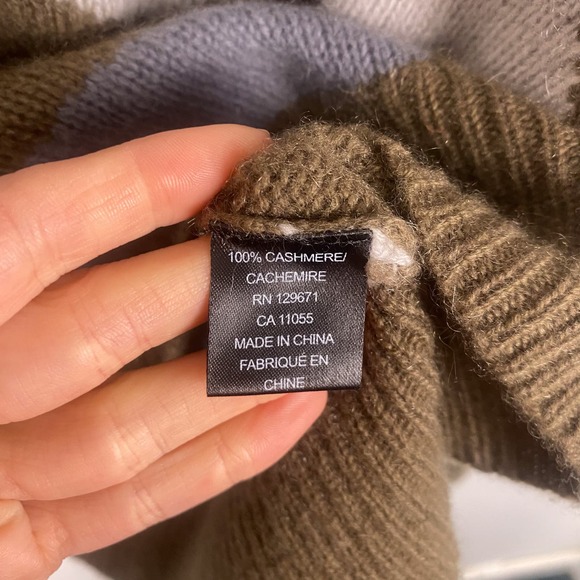 100% CASHMERE/
CACHEMIRE
RN 129671
CA 11055
MADE IN CHINA
FABRIQUÉ EN
CHINE